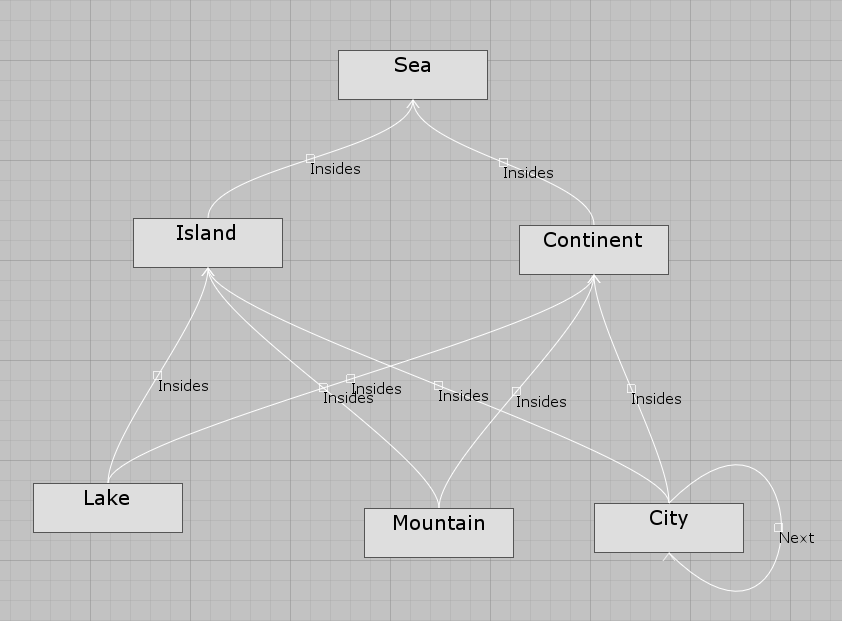 Sea
Insides
Insides
Island
Continent
Insides
Insides
Insides
Insides
Insides
Insides
Lake
Mountain
City
Next